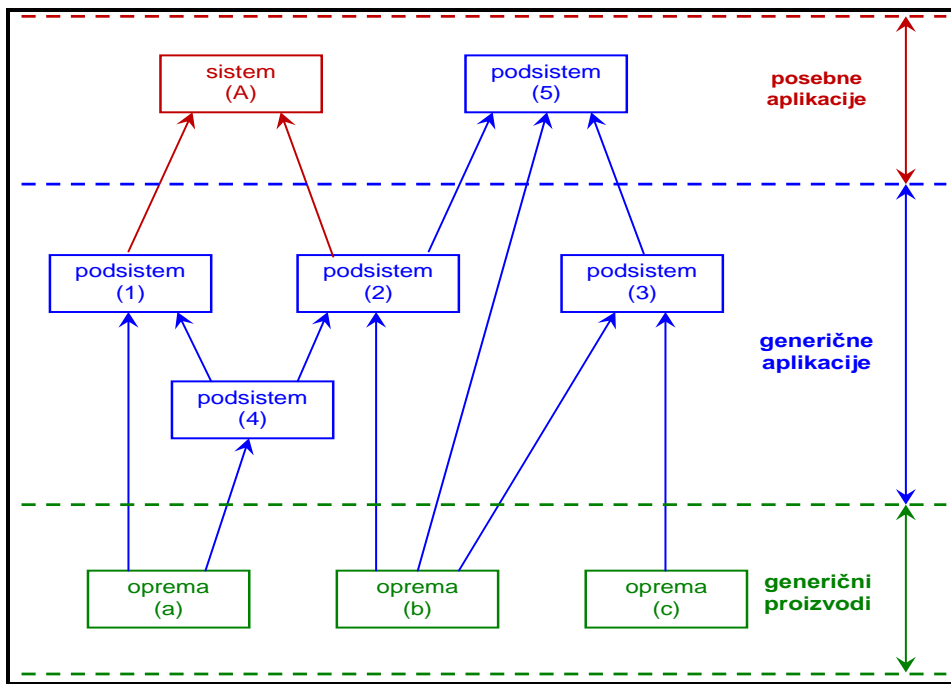 sistem
(A)
podsistem
(5)
posebne
aplikacije
podsistem
(1)
podsistem
(2)
podsistem
(3)
generične
aplikacije
podsistem
(4)
oprema
(a)
oprema
(b)
oprema
(c)
generični
proizvodi